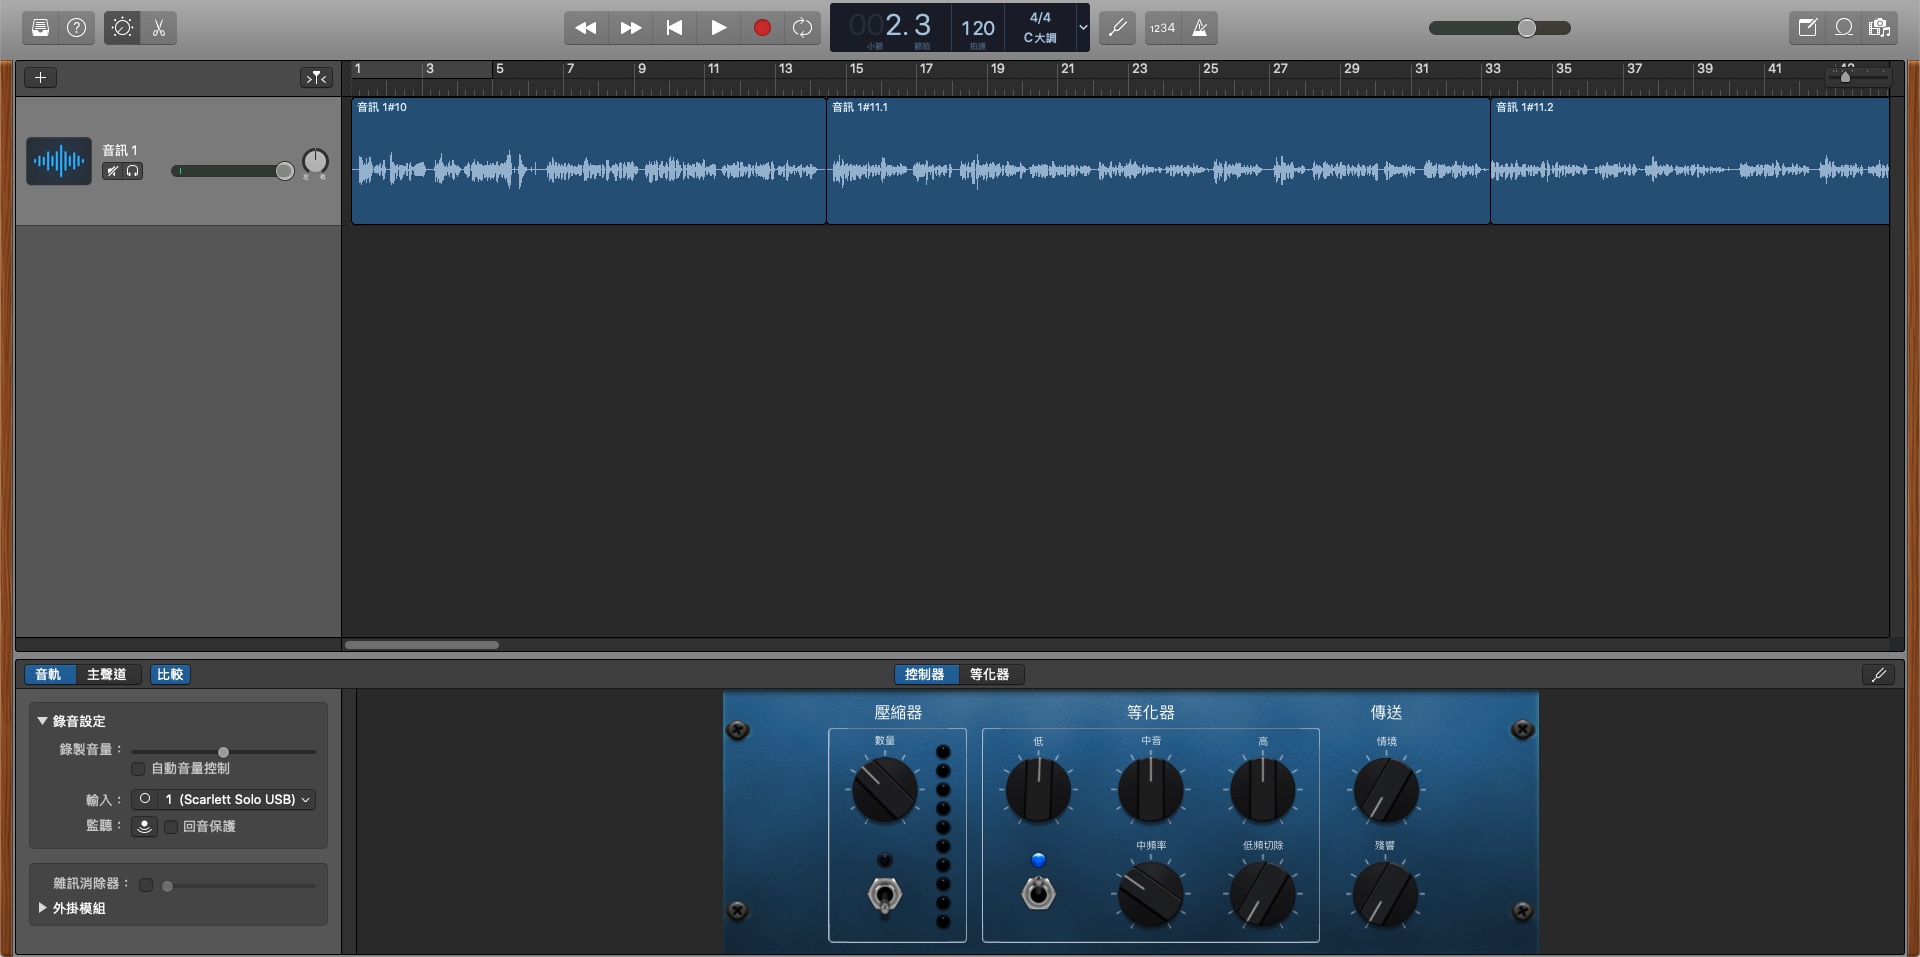 002.3
小節 節拍
120
拍速
4/4
C大調
1234
1 3 5 7 9 11 13 15 17 19 21 23 25 27 29 31 33 35 37 39 41
音訊 1#10
音訊 1#11.1
音訊 1#11.2
音訊 1
左 右
音軌 主聲道 比較
控制器 等化器
錄音設定
錄製音量：
自動音量控制
輸入： 1 (Scarlett Solo USB)
監聽： 回音保護
雜訊消除器：
外掛模組
壓縮器 等化器 傳送
數量 低 中音 高 情境
中頻率 低頻切除 殘響